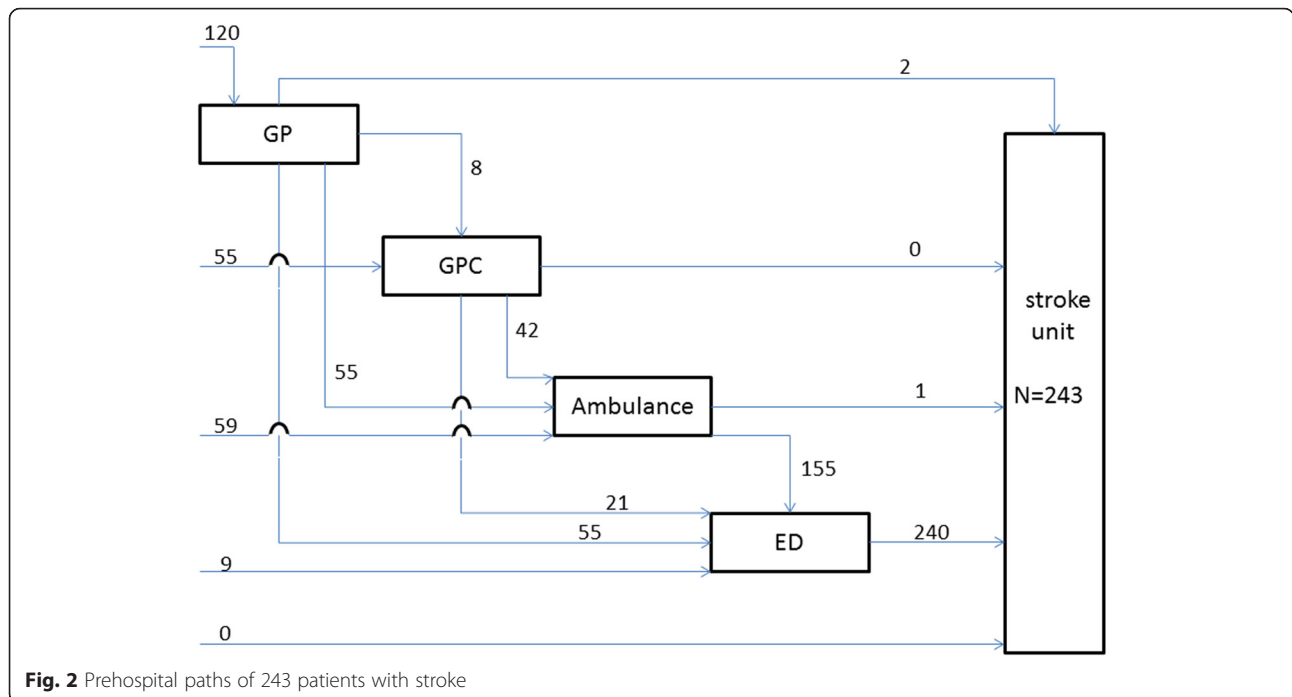 120
2
GP
8
55
GPC
0
stroke
unit
N=243
42
55
Ambulance
1
59
155
21
55
ED
240
9
0
Fig. 2 Prehospital paths of 243 patients with stroke